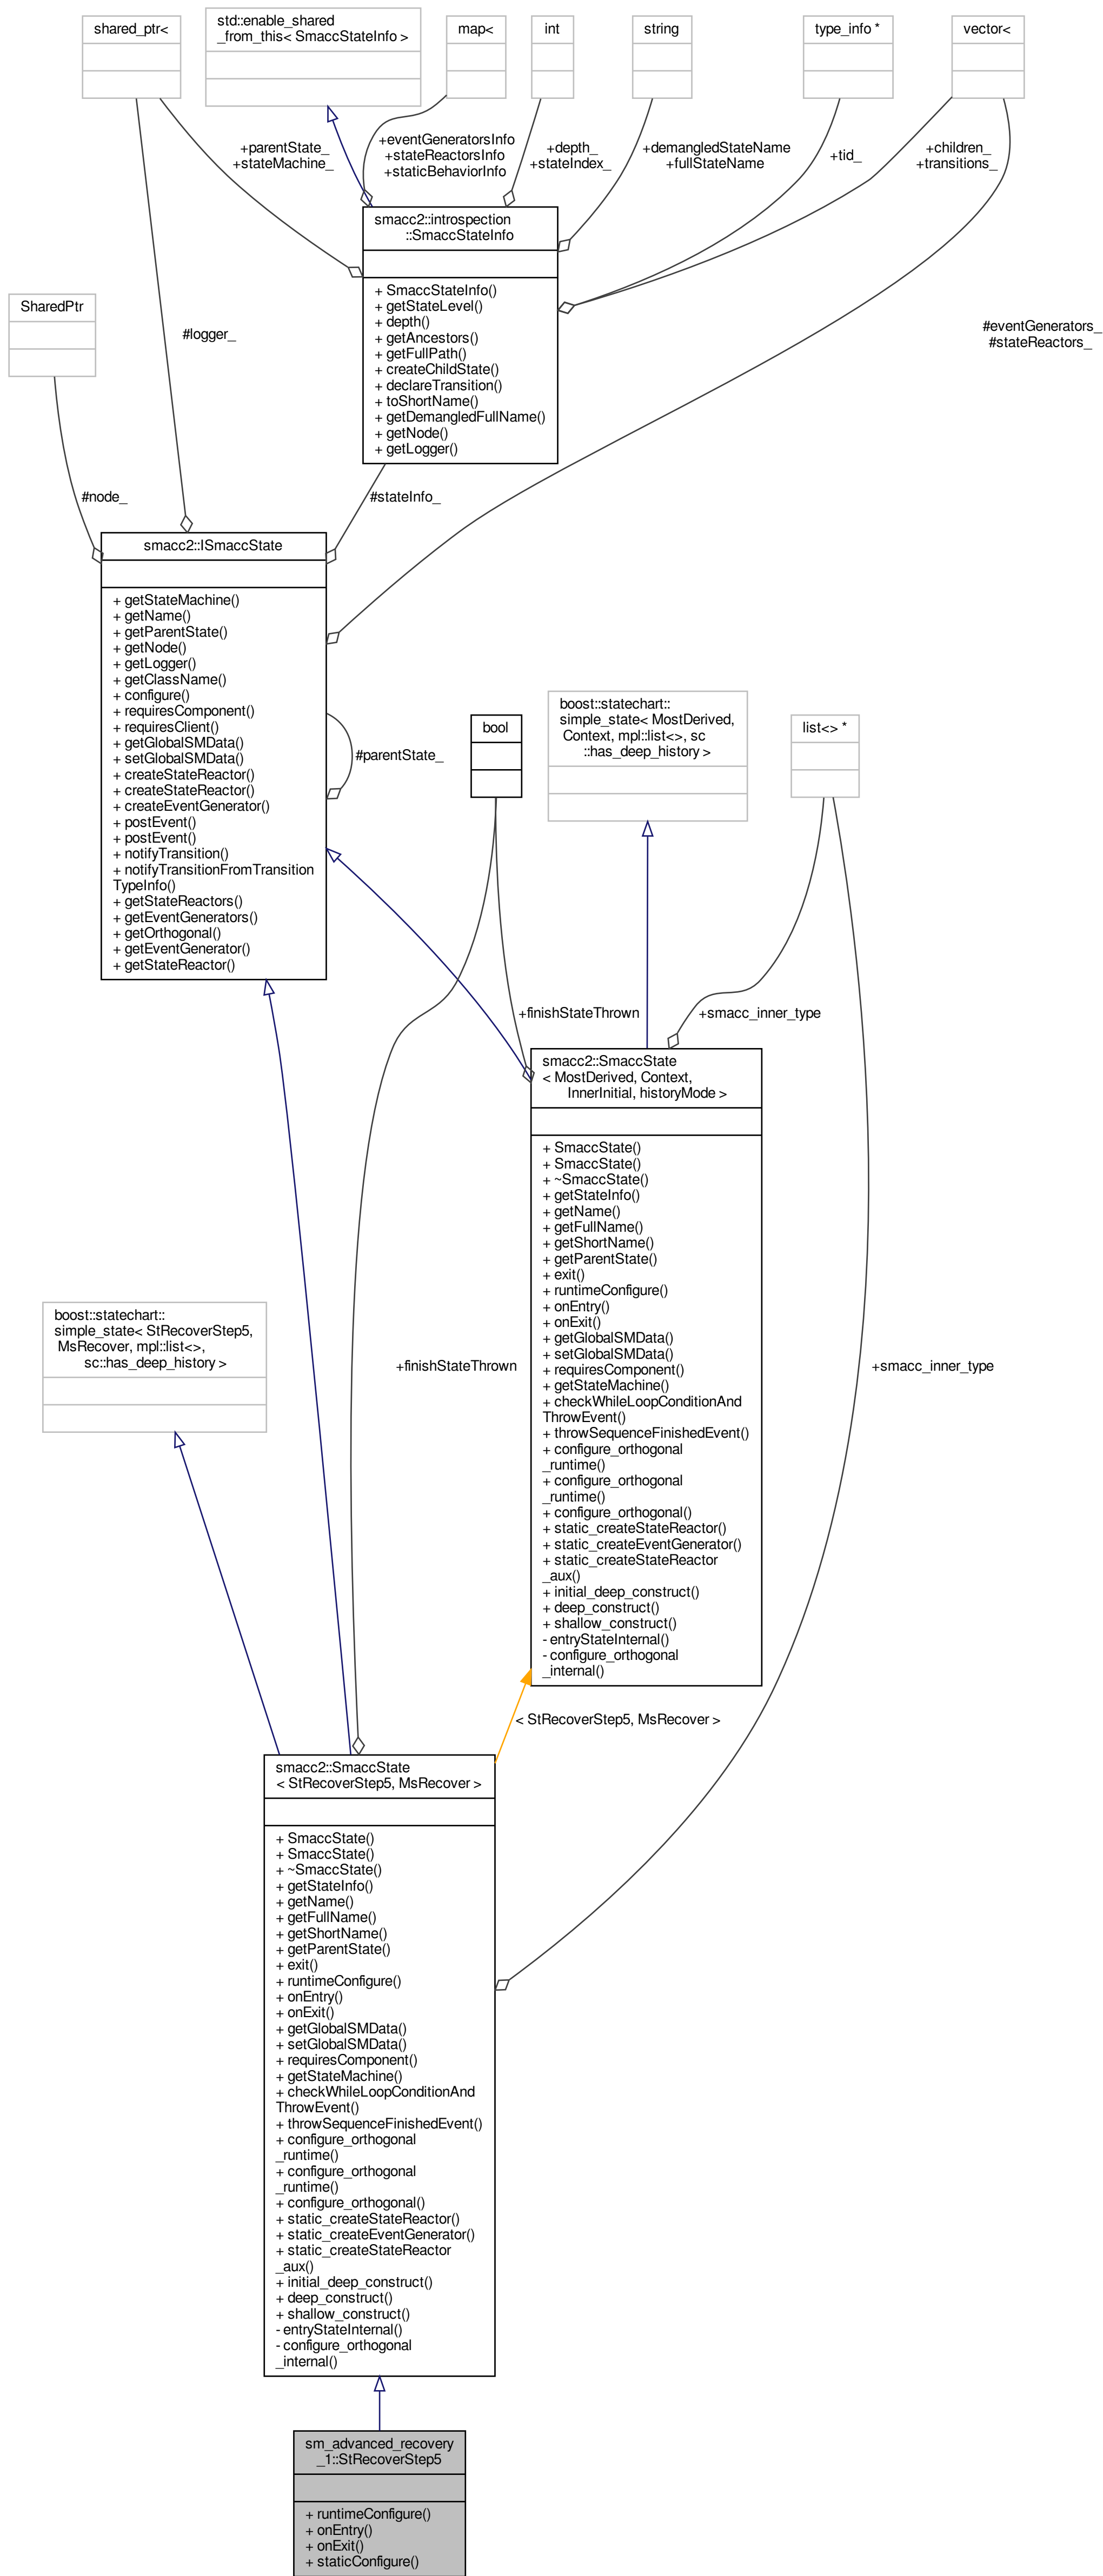 shared_ptr<
std::enable_shared
_from_this< SmaccStateInfo >
map<
int
string
type_info *
vector<
+parentState_
+stateMachine_
+eventGeneratorsInfo
+stateReactorsInfo
+staticBehaviorInfo
+depth_
+stateIndex_
+demangledStateName
+fullStateName
+tid_
+children_
+transitions_
smacc2::introspection
::SmaccStateInfo
+ SmaccStateInfo()
+ getStateLevel()
+ depth()
+ getAncestors()
+ getFullPath()
+ createChildState()
+ declareTransition()
+ toShortName()
+ getDemangledFullName()
+ getNode()
+ getLogger()
SharedPtr
#logger_
#eventGenerators_
#stateReactors_
#node_
#stateInfo_
smacc2::ISmaccState
+ getStateMachine()
+ getName()
+ getParentState()
+ getNode()
+ getLogger()
+ getClassName()
+ configure()
+ requiresComponent()
+ requiresClient()
+ getGlobalSMData()
+ setGlobalSMData()
+ createStateReactor()
+ createStateReactor()
+ createEventGenerator()
+ postEvent()
+ postEvent()
+ notifyTransition()
+ notifyTransitionFromTransition
TypeInfo()
+ getStateReactors()
+ getEventGenerators()
+ getOrthogonal()
+ getEventGenerator()
+ getStateReactor()
#parentState_
bool
boost::statechart::
simple_state< MostDerived,
Context, mpl::list<>, sc
::has_deep_history >
list<> *
+finishStateThrown
+smacc_inner_type
smacc2::SmaccState
< MostDerived, Context,
InnerInitial, historyMode >
+ SmaccState()
+ SmaccState()
+ ~SmaccState()
+ getStateInfo()
+ getName()
+ getFullName()
+ getShortName()
+ getParentState()
+ exit()
+ runtimeConfigure()
+ onEntry()
+ onExit()
+ getGlobalSMData()
+ setGlobalSMData()
+ requiresComponent()
+ getStateMachine()
+ checkWhileLoopConditionAnd
ThrowEvent()
+ throwSequenceFinishedEvent()
+ configure_orthogonal
_runtime()
+ configure_orthogonal
_runtime()
+ configure_orthogonal()
+ static_createStateReactor()
+ static_createEventGenerator()
+ static_createStateReactor
_aux()
+ initial_deep_construct()
+ deep_construct()
+ shallow_construct()
- entryStateInternal()
- configure_orthogonal
_internal()
boost::statechart::
simple_state< StRecoverStep5,
MsRecover, mpl::list<>,
sc::has_deep_history >
+finishStateThrown
+smacc_inner_type
< StRecoverStep5, MsRecover >
smacc2::SmaccState
< StRecoverStep5, MsRecover >
+ SmaccState()
+ SmaccState()
+ ~SmaccState()
+ getStateInfo()
+ getName()
+ getFullName()
+ getShortName()
+ getParentState()
+ exit()
+ runtimeConfigure()
+ onEntry()
+ onExit()
+ getGlobalSMData()
+ setGlobalSMData()
+ requiresComponent()
+ getStateMachine()
+ checkWhileLoopConditionAnd
ThrowEvent()
+ throwSequenceFinishedEvent()
+ configure_orthogonal
_runtime()
+ configure_orthogonal
_runtime()
+ configure_orthogonal()
+ static_createStateReactor()
+ static_createEventGenerator()
+ static_createStateReactor
_aux()
+ initial_deep_construct()
+ deep_construct()
+ shallow_construct()
- entryStateInternal()
- configure_orthogonal
_internal()
sm_advanced_recovery
_1::StRecoverStep5
+ runtimeConfigure()
+ onEntry()
+ onExit()
+ staticConfigure()